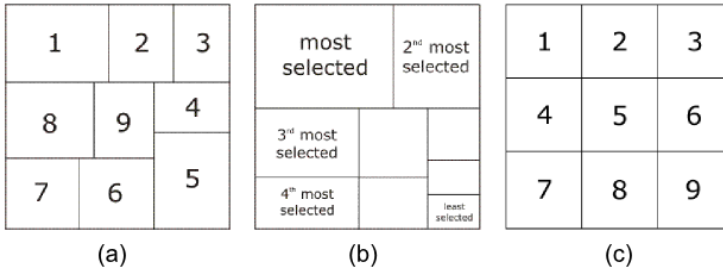 1 2 3
8 9 4
7 6 5
most
selected
2nd most
selected
3rd most
selected
4th most
selected
least
selected
1 2 3
4 5 6
7 8 9
(a) (b) (c)